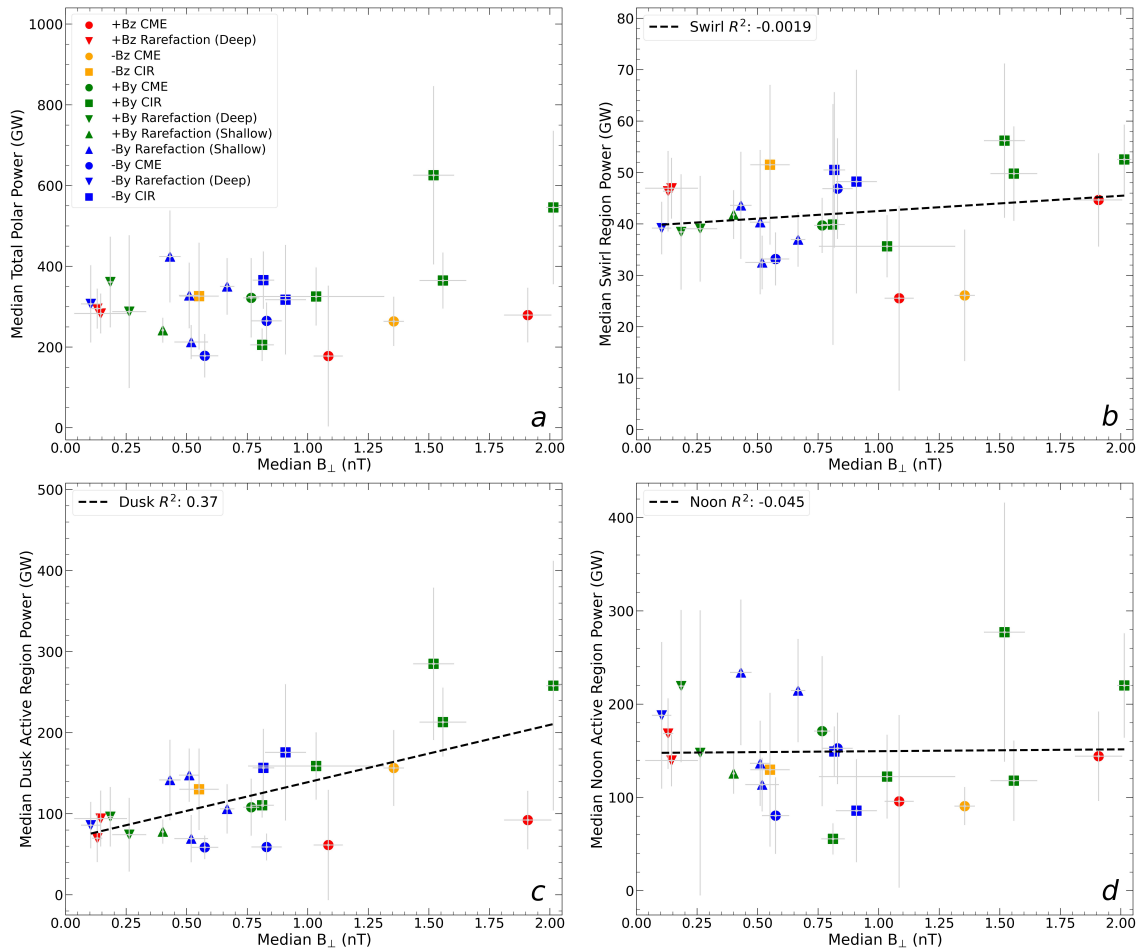 1000
800
600
400
200
0
Median Total Polar Power (GW)
+Bz CME
+Bz Rarefaction (Deep)
-Bz CME
-Bz CIR
+By CME
+By CIR
+By Rarefaction (Deep)
+By Rarefaction (Shallow)
-By Rarefaction (Shallow)
-By CME
-By Rarefaction (Deep)
-By CIR
a
0.00 0.25 0.50 0.75 1.00 1.25 1.50 1.75 2.00
Median B⊥ (nT)
80
70
60
50
40
30
20
10
0
Median Swirl Region Power (GW)
Swirl R²: -0.0019
b
0.00 0.25 0.50 0.75 1.00 1.25 1.50 1.75 2.00
Median B⊥ (nT)
500
400
300
200
100
0
Median Dusk Active Region Power (GW)
Dusk R²: 0.37
c
0.00 0.25 0.50 0.75 1.00 1.25 1.50 1.75 2.00
Median B⊥ (nT)
400
300
200
100
0
Median Noon Active Region Power (GW)
Noon R²: -0.045
d
0.00 0.25 0.50 0.75 1.00 1.25 1.50 1.75 2.00
Median B⊥ (nT)